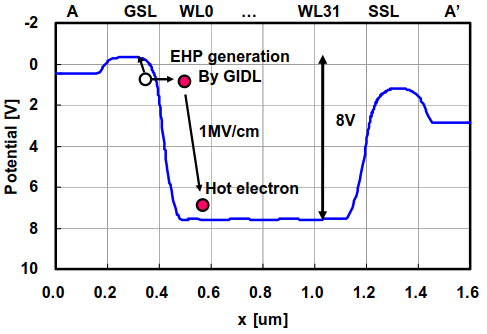 A GSL WL0 ... WL31 SSL A'
-2
0
2
4
6
8
10
Potential [V]
EHP generation
By GIDL
1MV/cm
8V
Hot electron
0.0 0.2 0.4 0.6 0.8 1.0 1.2 1.4 1.6
x [um]